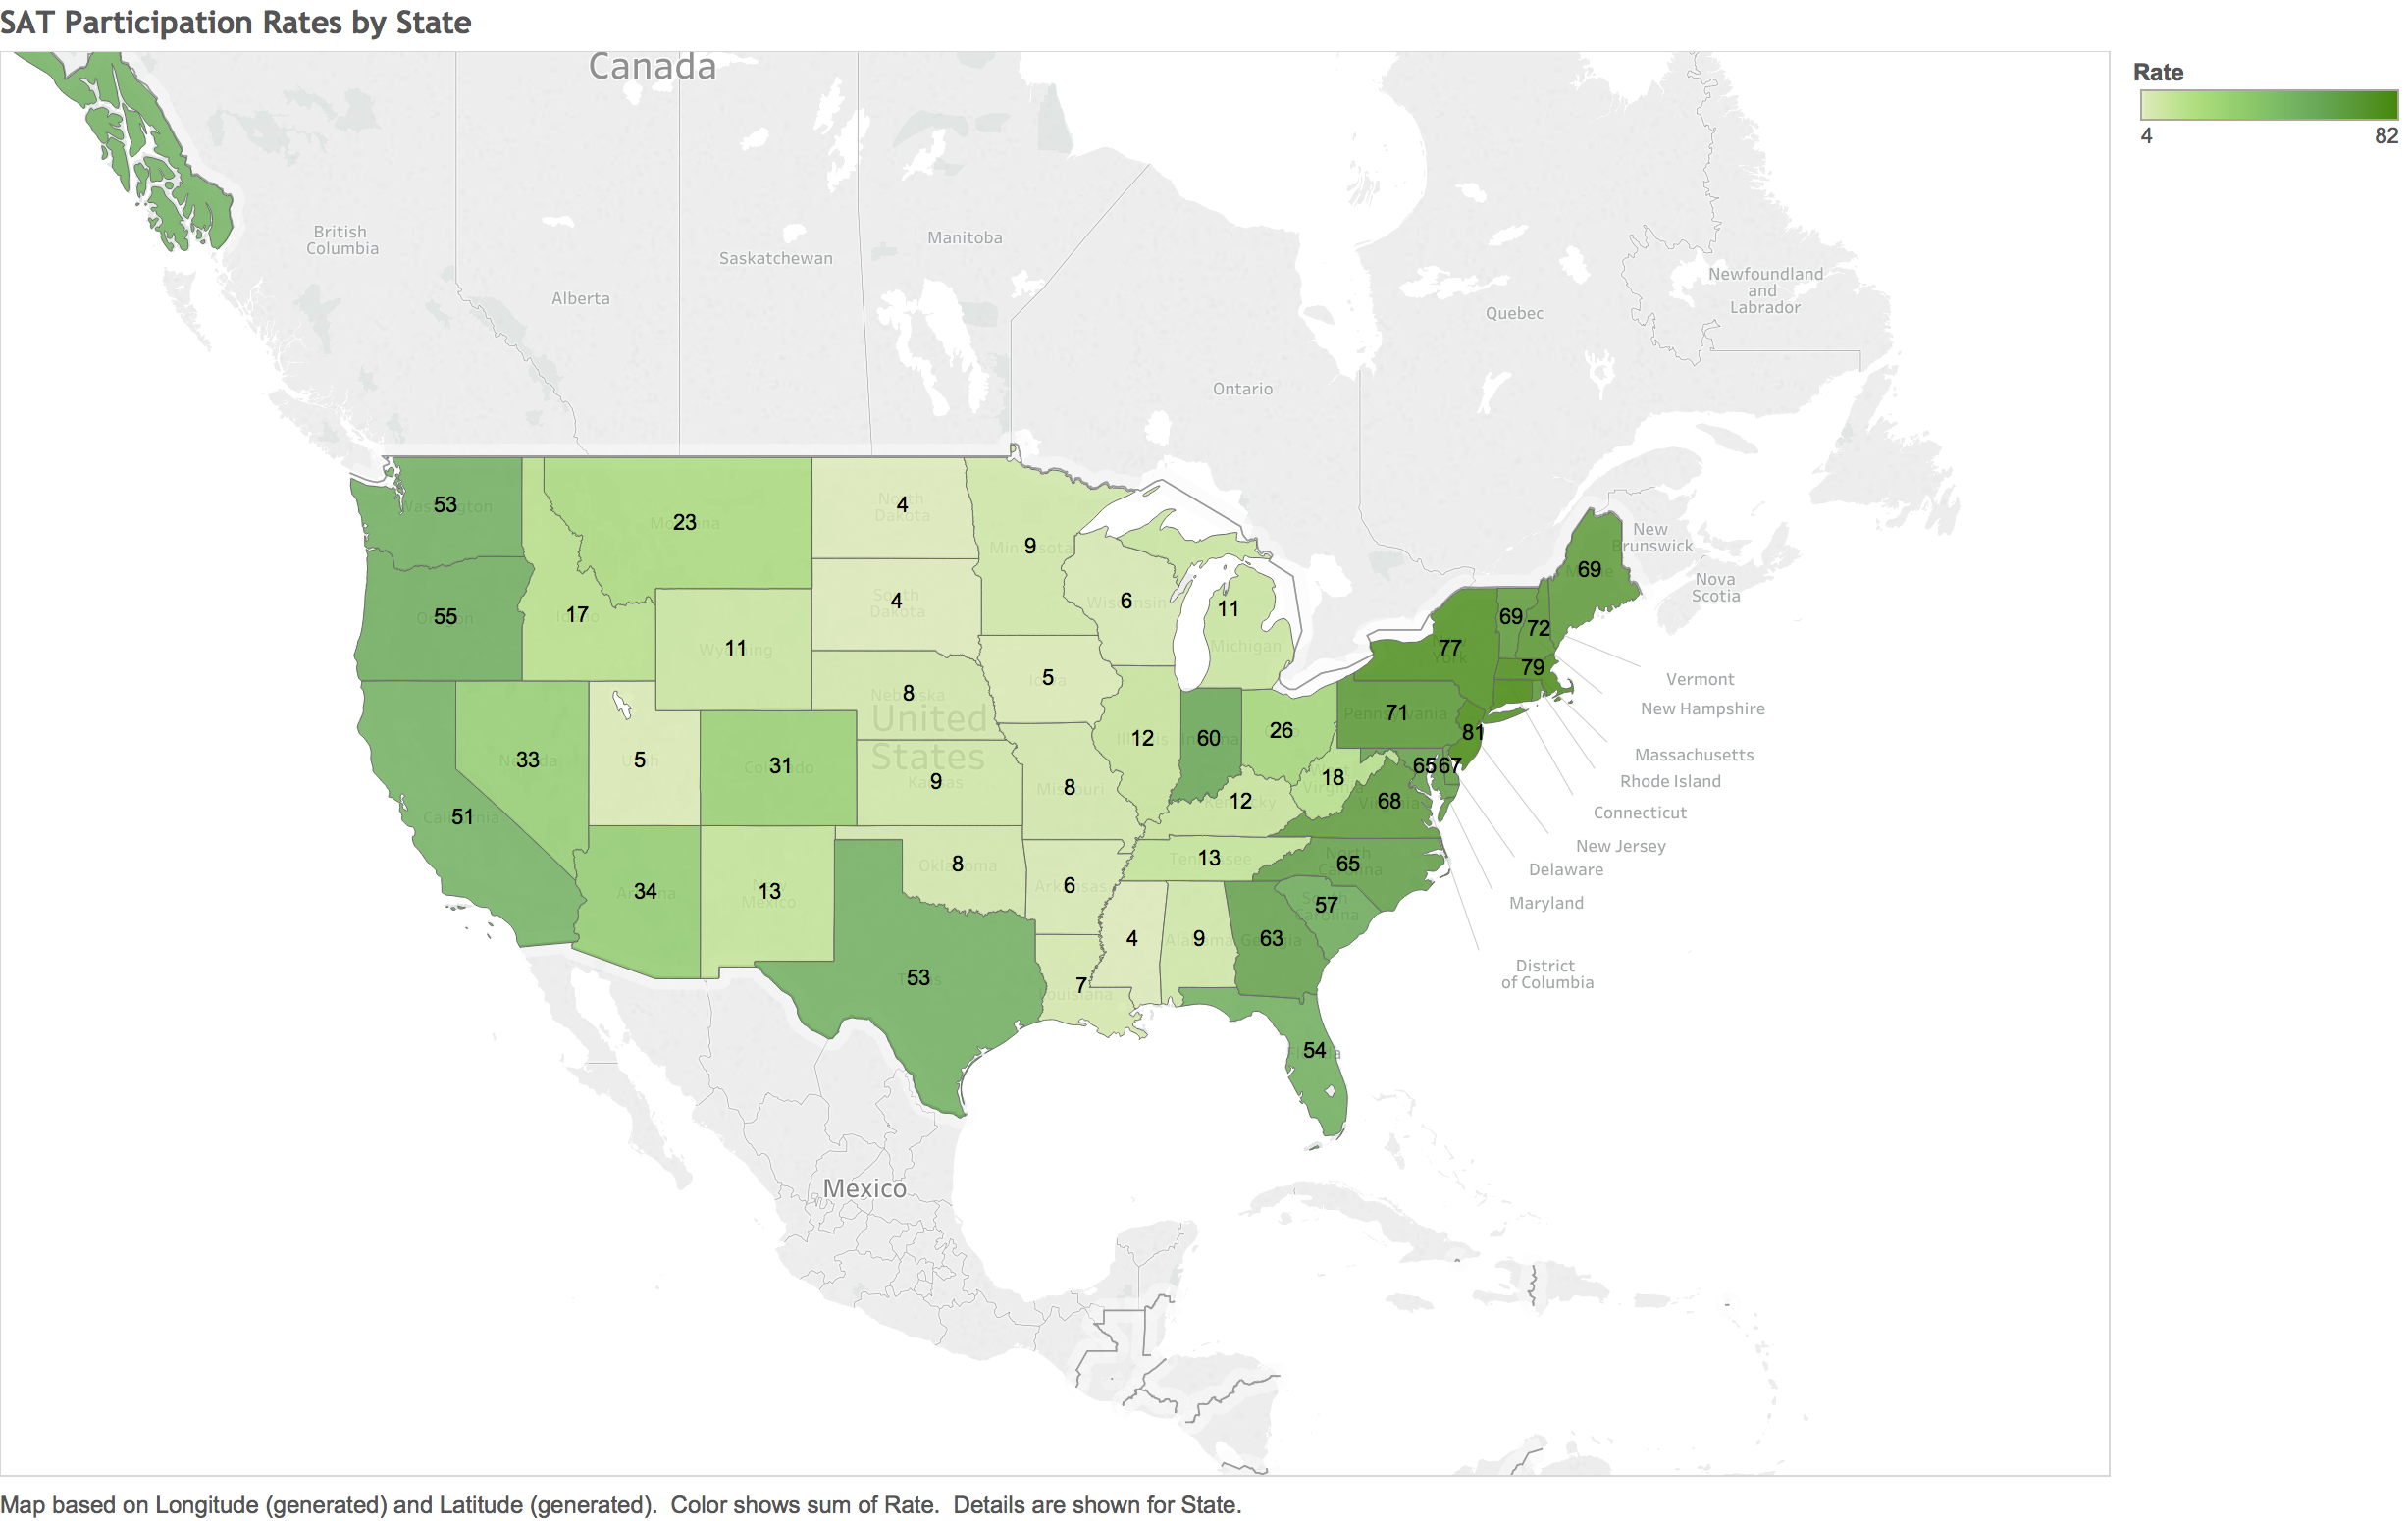 SAT Participation Rates by State
Canada
Rate
4
82
British
Columbia
Alberta
Saskatchewan
Manitoba
Ontario
Quebec
Newfoundland
and
Labrador
New
Brunswick
Nova
Scotia
Washington
53
Montana
23
North
Dakota
4
Minnesota
9
Maine
69
Oregon
55
Idaho
17
Wyoming
11
South
Dakota
4
Wisconsin
6
Michigan
11
New York
77
69
72
79
Nevada
33
Utah
5
Colorado
31
Nebraska
8
United
States
Iowa
5
Illinois
12
Indiana
60
26
Pennsylvania
71
81
California
51
Kansas
9
Missouri
8
Kentucky
12
West
Virginia
18
Virginia
68
65
67
Vermont
New Hampshire
Massachusetts
Rhode Island
Connecticut
New Jersey
Delaware
Maryland
District
of Columbia
Arizona
34
New
Mexico
13
Oklahoma
8
Arkansas
6
Tennessee
13
North
Carolina
65
South
Carolina
57
Texas
53
Louisiana
7
4
Alabama
9
Georgia
63
Florida
54
Mexico
Map based on Longitude (generated) and Latitude (generated).  Color shows sum of Rate.  Details are shown for State.